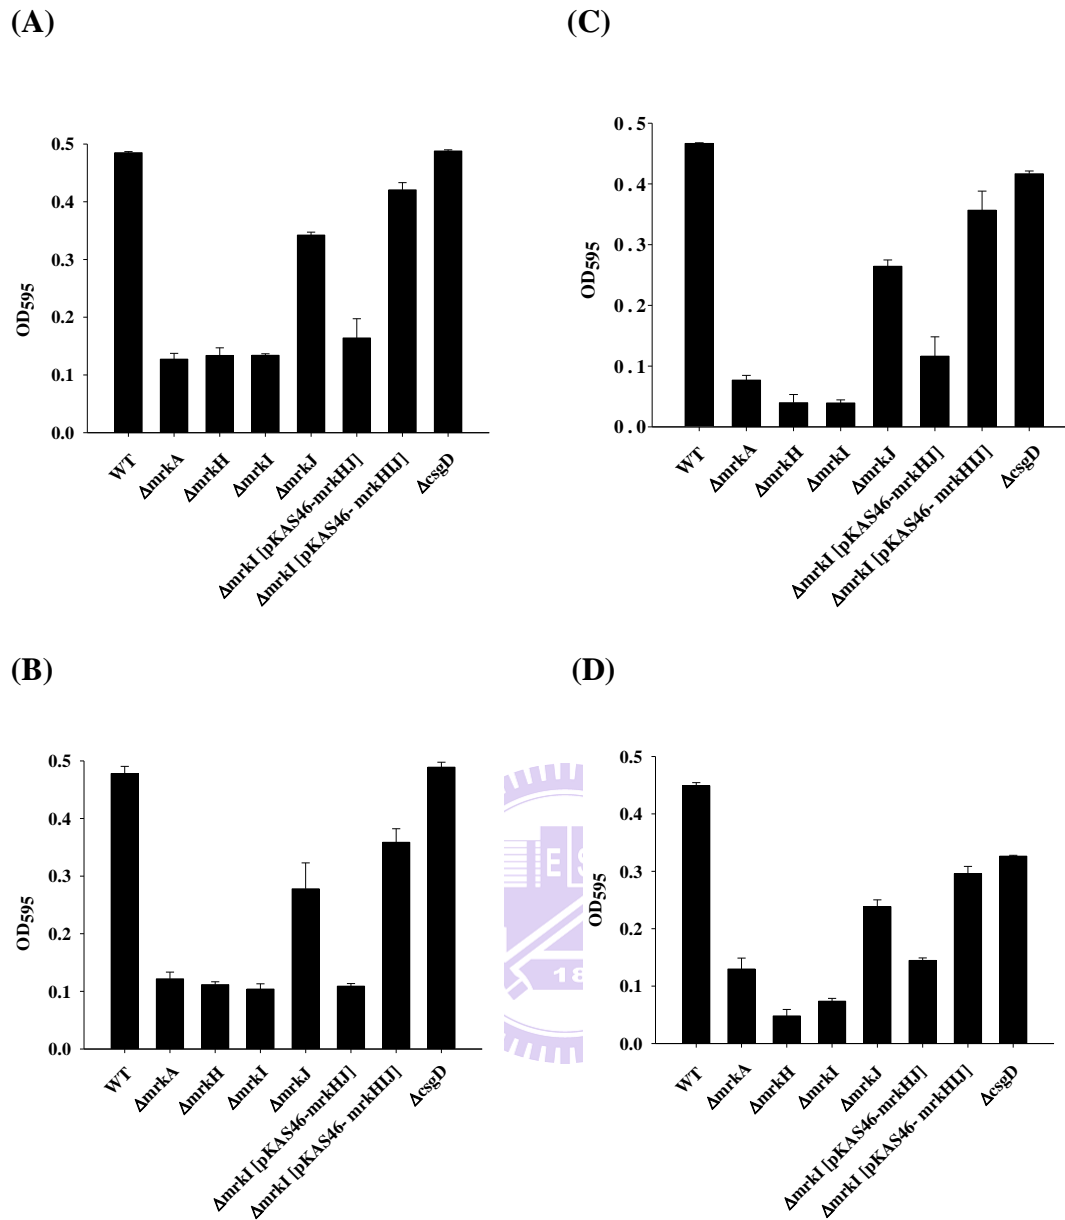 (A)
OD595
0.5
0.4
0.3
0.2
0.1
0.0
WT
ΔmrkA
ΔmrkH
ΔmrkI
ΔmrkJ
ΔmrkI [pKAS46-mrkHJ]
ΔmrkI [pKAS46- mrkHIJ]
ΔcsgD
(C)
OD595
0.5
0.4
0.3
0.2
0.1
0.0
WT
ΔmrkA
ΔmrkH
ΔmrkI
ΔmrkJ
ΔmrkI [pKAS46-mrkHJ]
ΔmrkI [pKAS46- mrkHIJ]
ΔcsgD
(B)
OD595
0.5
0.4
0.3
0.2
0.1
0.0
WT
ΔmrkA
ΔmrkH
ΔmrkI
ΔmrkJ
ΔmrkI [pKAS46-mrkHJ]
ΔmrkI [pKAS46- mrkHIJ]
ΔcsgD
E S
18
(D)
OD595
0.5
0.4
0.3
0.2
0.1
0.0
WT
ΔmrkA
ΔmrkH
ΔmrkI
ΔmrkJ
ΔmrkI [pKAS46-mrkHJ]
ΔmrkI [pKAS46- mrkHIJ]
ΔcsgD